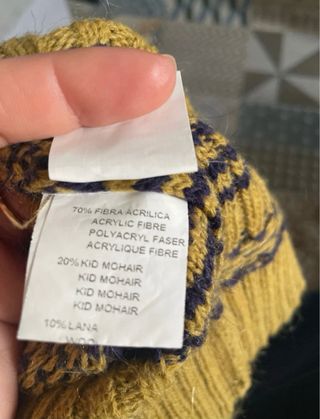 70% FIBRA ACRILICA
ACRYLIC FIBRE
POLYACRYL FASER
ACRYLIQUE FIBRE
20% KID MOHAIR
KID MOHAIR
KID MOHAIR
KID MOHAIR
10% LANA